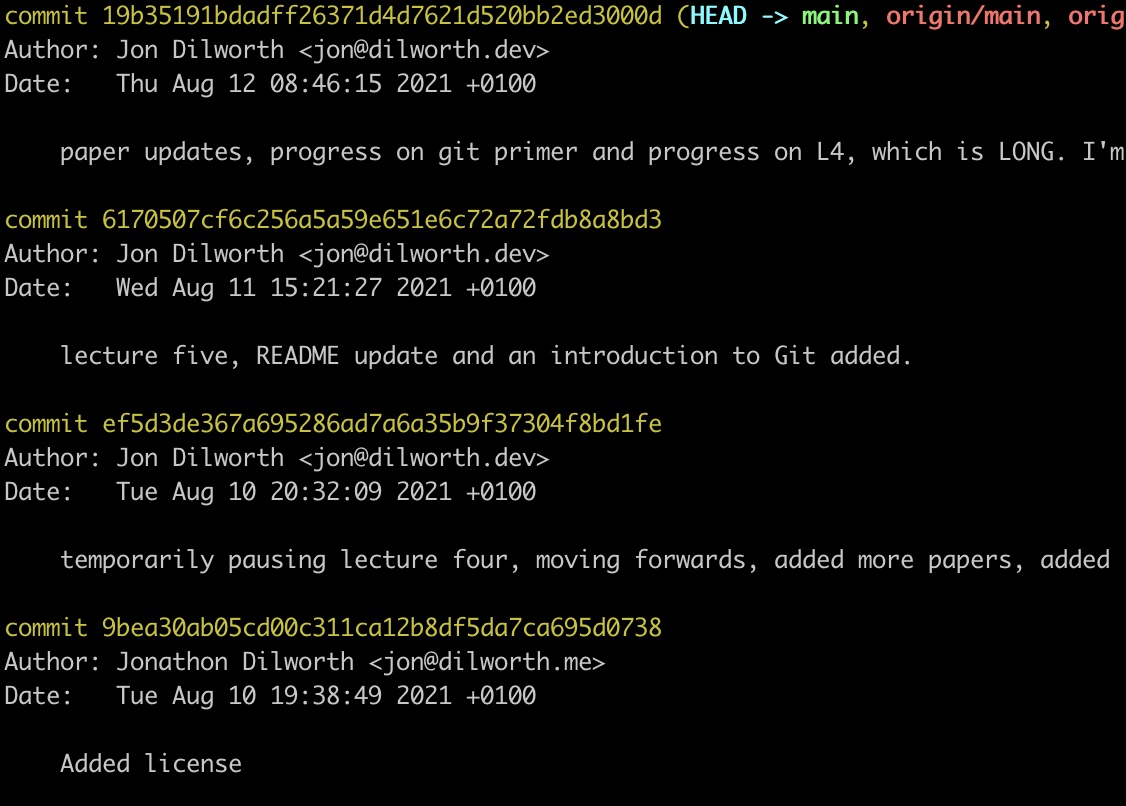 commit 19b35191bdadff26371d4d7621d520bb2ed3000d (HEAD -> main, origin/main, orig
Author: Jon Dilworth <jon@dilworth.dev>
Date:   Thu Aug 12 08:46:15 2021 +0100
paper updates, progress on git primer and progress on L4, which is LONG. I'm
commit 6170507cf6c256a5a59e651e6c72a72fdb8a8bd3
Author: Jon Dilworth <jon@dilworth.dev>
Date:   Wed Aug 11 15:21:27 2021 +0100
lecture five, README update and an introduction to Git added.
commit ef5d3de367a695286ad7a6a35b9f37304f8bd1fe
Author: Jon Dilworth <jon@dilworth.dev>
Date:   Tue Aug 10 20:32:09 2021 +0100
temporarily pausing lecture four, moving forwards, added more papers, added
commit 9bea30ab05cd00c311ca12b8df5da7ca695d0738
Author: Jonathon Dilworth <jon@dilworth.me>
Date:   Tue Aug 10 19:38:49 2021 +0100
Added license